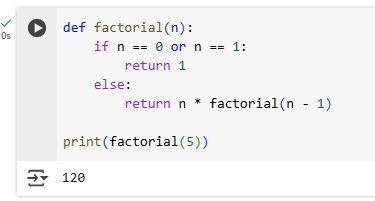 0s
def factorial(n):
    if n == 0 or n == 1:
        return 1
    else:
        return n * factorial(n - 1)

print(factorial(5))
120